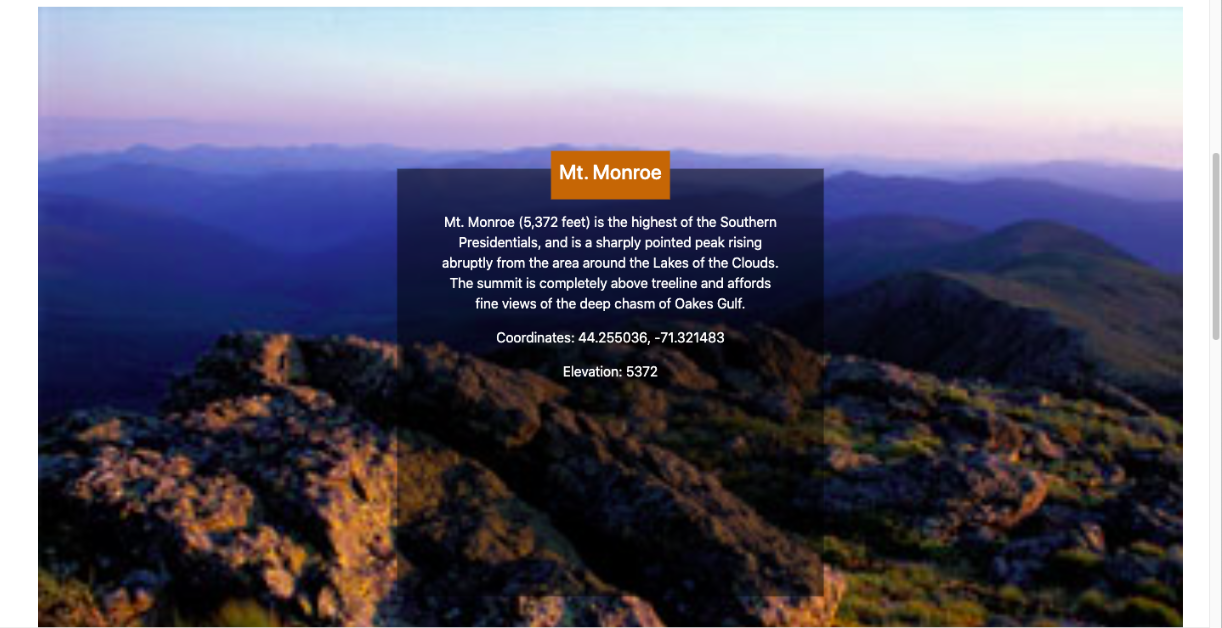 Mt. Monroe
Mt. Monroe (5,372 feet) is the highest of the Southern
Presidentials, and is a sharply pointed peak rising
abruptly from the area around the Lakes of the Clouds.
The summit is completely above treeline and affords
fine views of the deep chasm of Oakes Gulf.
Coordinates: 44.255036, -71.321483
Elevation: 5372